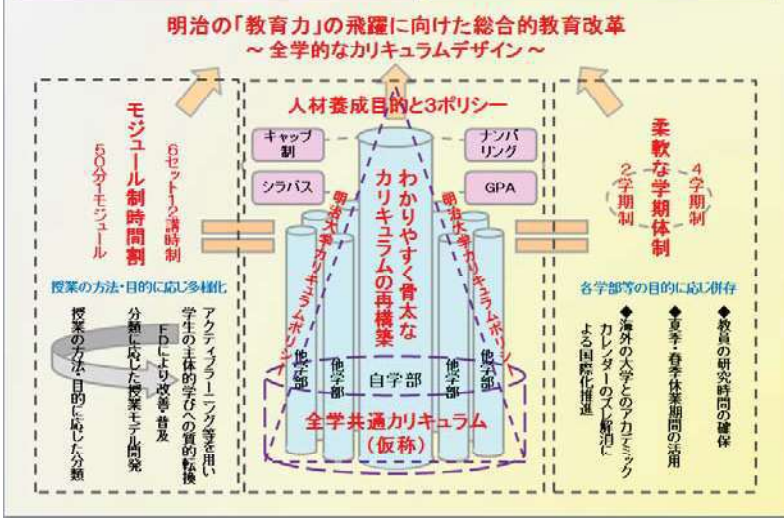 明治の「教育力」の飛躍に向けた総合的教育改革
～ 全学的なカリキュラムデザイン ～
モジュール制時間割
6セット12講時制
50分1モジュール
授業の方法・目的に応じ多様化
アクティブラーニング等を用い
学生の主体的学びへの質的転換
FDにより改善・普及
分類に応じた授業モデル開発
授業の方法・目的に応じた分類
人材養成目的と3ポリシー
キャップ
制
ナンバ
リング
シラバス
GPA
わかりやすく骨太な
カリキュラムの再構築
明治大学カリキュラムポリシー
明治大学カリキュラムポリシー
他学部
他学部
自学部
他学部
他学部
全学共通カリキュラム
(仮称)
柔軟な学期体制
4学期制
2学期制
各学部等の目的に応じ併存
◆教員の研究時間の確保
◆夏季・春季休業期間の活用
◆海外の大学とのアカデミック
カレンダーのズレ解消に
よる国際化推進